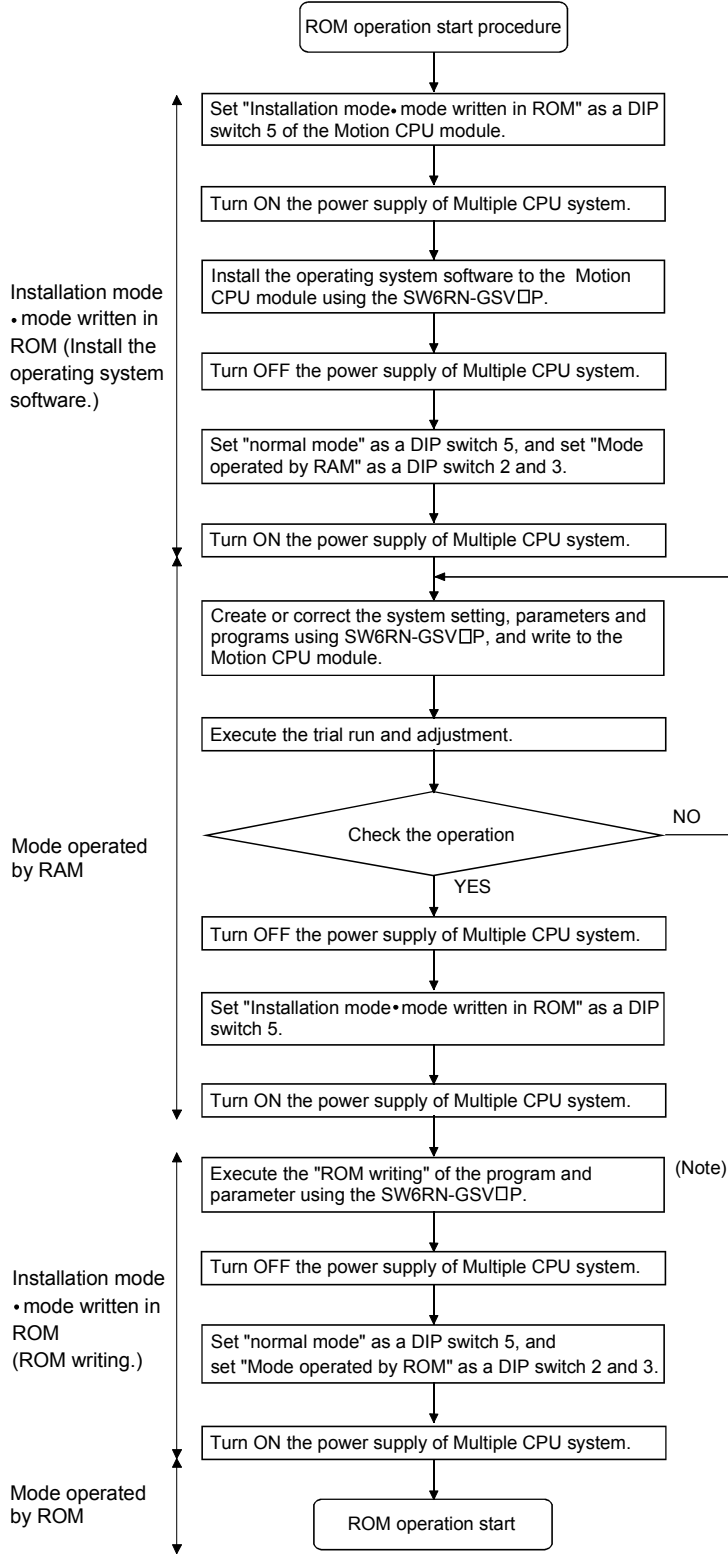 ROM operation start procedure
Set "Installation mode•mode written in ROM" as a DIP
switch 5 of the Motion CPU module.
Turn ON the power supply of Multiple CPU system.
Installation mode
•mode written in
ROM (Install the
operating system
software.)
Install the operating system software to the Motion
CPU module using the SW6RN-GSV□P.
Turn OFF the power supply of Multiple CPU system.
Set "normal mode" as a DIP switch 5, and set "Mode
operated by RAM" as a DIP switch 2 and 3.
Turn ON the power supply of Multiple CPU system.
Create or correct the system setting, parameters and
programs using SW6RN-GSV□P, and write to the
Motion CPU module.
Execute the trial run and adjustment.
Mode operated
by RAM
Check the operation
NO
YES
Turn OFF the power supply of Multiple CPU system.
Set "Installation mode•mode written in ROM" as a DIP
switch 5.
Turn ON the power supply of Multiple CPU system.
Execute the "ROM writing" of the program and
parameter using the SW6RN-GSV□P.
(Note)
Turn OFF the power supply of Multiple CPU system.
Installation mode
•mode written in
ROM
(ROM writing.)
Set "normal mode" as a DIP switch 5, and
set "Mode operated by ROM" as a DIP switch 2 and 3.
Turn ON the power supply of Multiple CPU system.
Mode operated
by ROM
ROM operation start